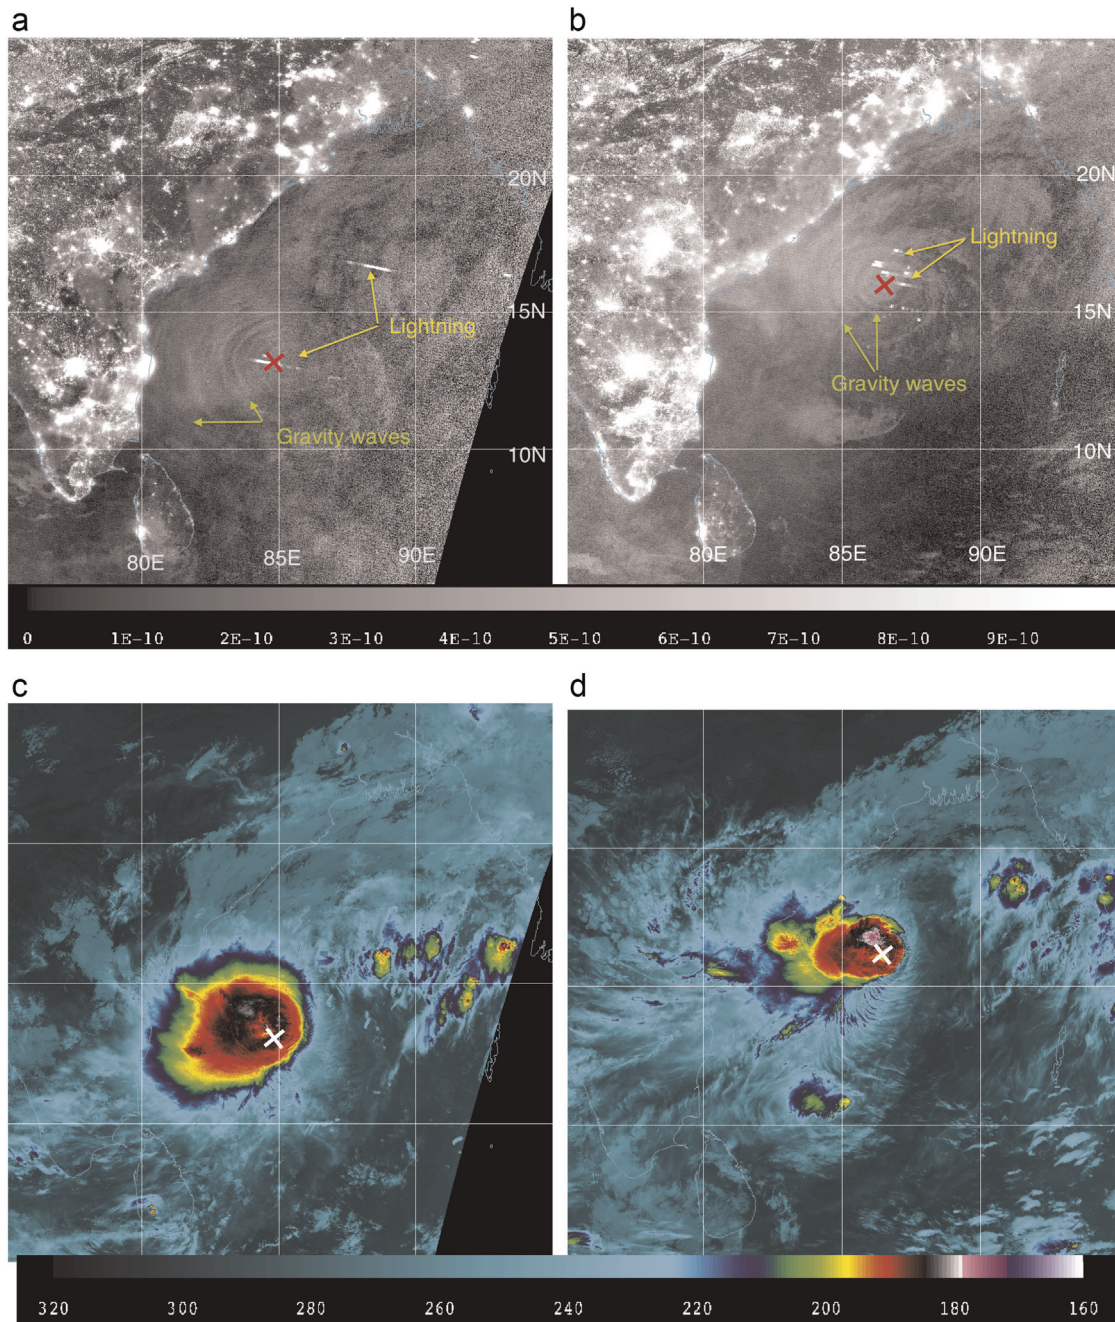 a
b
20N
20N
Lightning
15N
15N
Lightning
Gravity waves
Gravity waves
10N
10N
80E
85E
90E
80E
85E
90E
0 1E-10 2E-10 3E-10 4E-10 5E-10 6E-10 7E-10 8E-10 9E-10
c
d
320 300 280 260 240 220 200 180 160